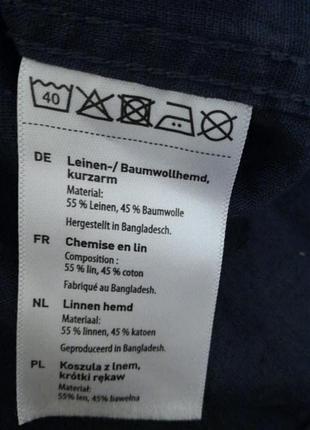 40
DE Leinen-/ Baumwollhemd,
kurzarm
Material:
55 % Leinen, 45 % Baumwolle
Hergestellt in Bangladesch.
FR Chemise en lin
Composition :
55 % lin, 45 % coton
Fabriqué au Bangladesh.
NL Linnen hemd
Materiaal:
55 % linnen, 45 % katoen
Geproduceerd in Bangladesh.
PL Koszula z lnem,
krótki rękaw
Materiał:
55% len, 45% bawełna